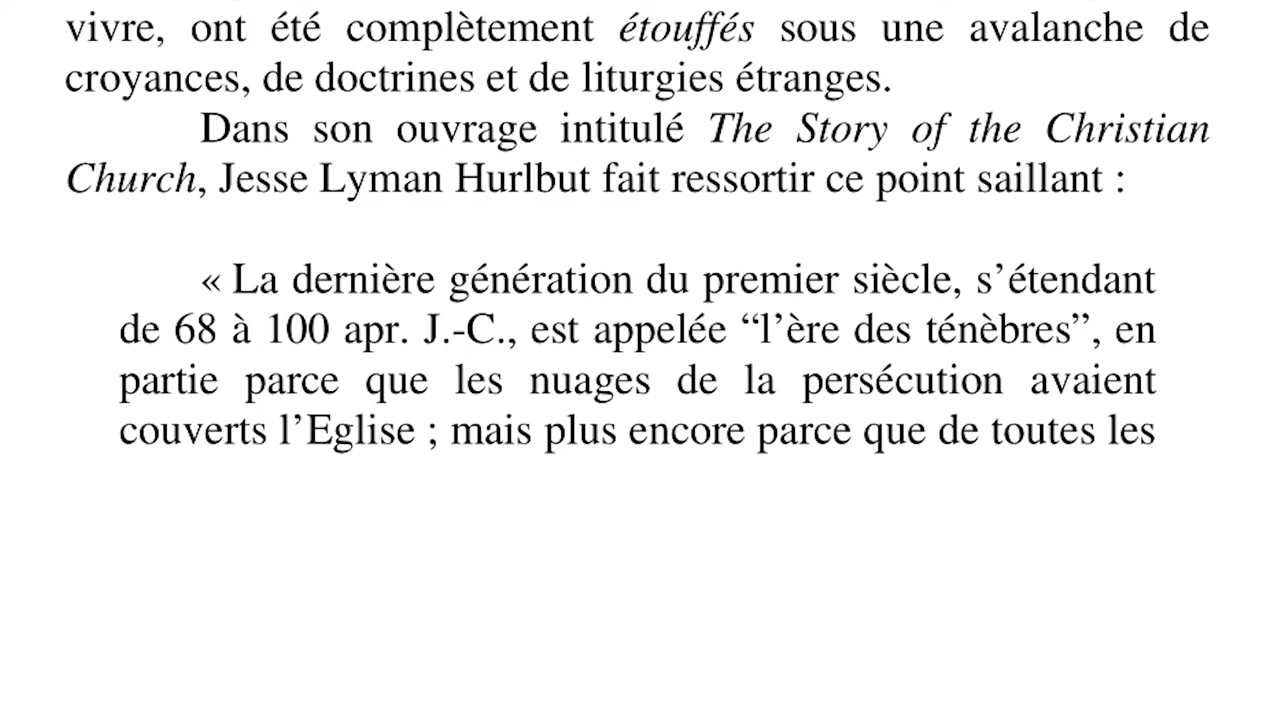 vivre, ont été complètement étouffés sous une avalanche de
croyances, de doctrines et de liturgies étranges.
Dans son ouvrage intitulé The Story of the Christian
Church, Jesse Lyman Hurlbut fait ressortir ce point saillant :
« La dernière génération du premier siècle, s’étendant
de 68 à 100 apr. J.-C., est appelée “l’ère des ténèbres”, en
partie parce que les nuages de la persécution avaient
couverts l’Eglise ; mais plus encore parce que de toutes les